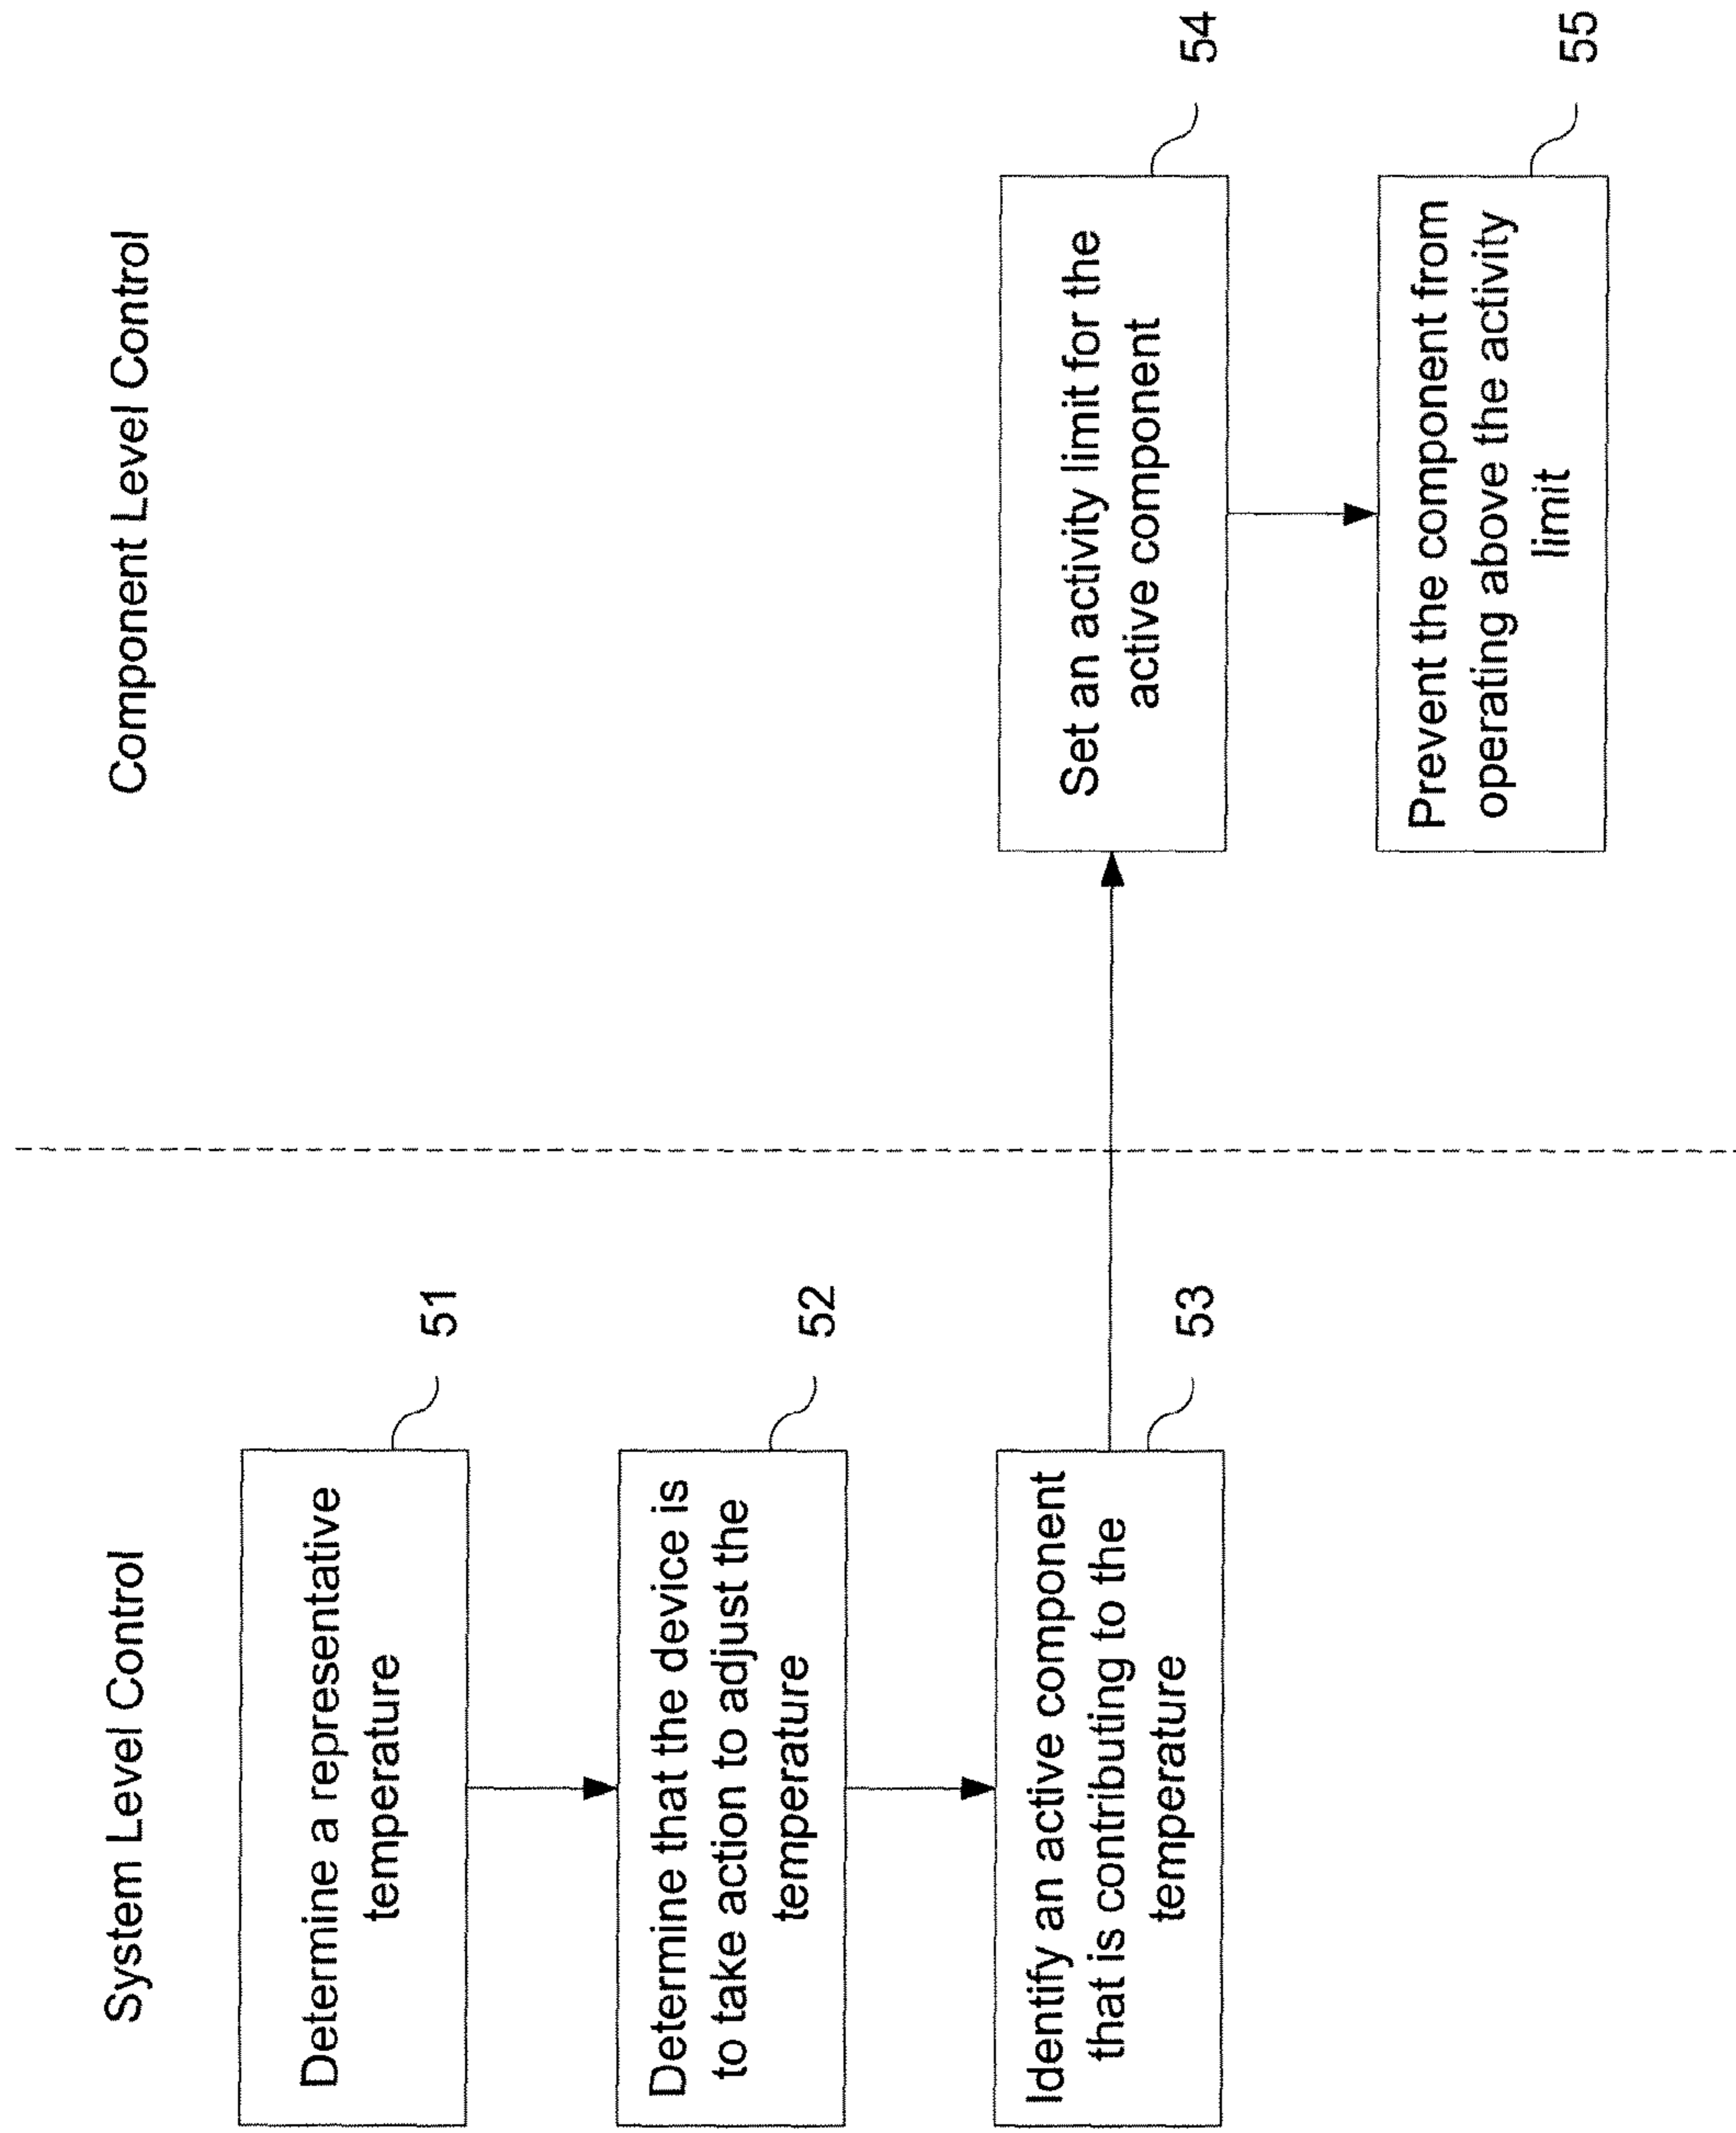 System Level Control
Component Level Control
Determine a representative
temperature
51
Determine that the device is
to take action to adjust the
temperature
52
Identify an active component
that is contributing to the
temperature
53
Set an activity limit for the
active component
54
Prevent the component from
operating above the activity
limit
55